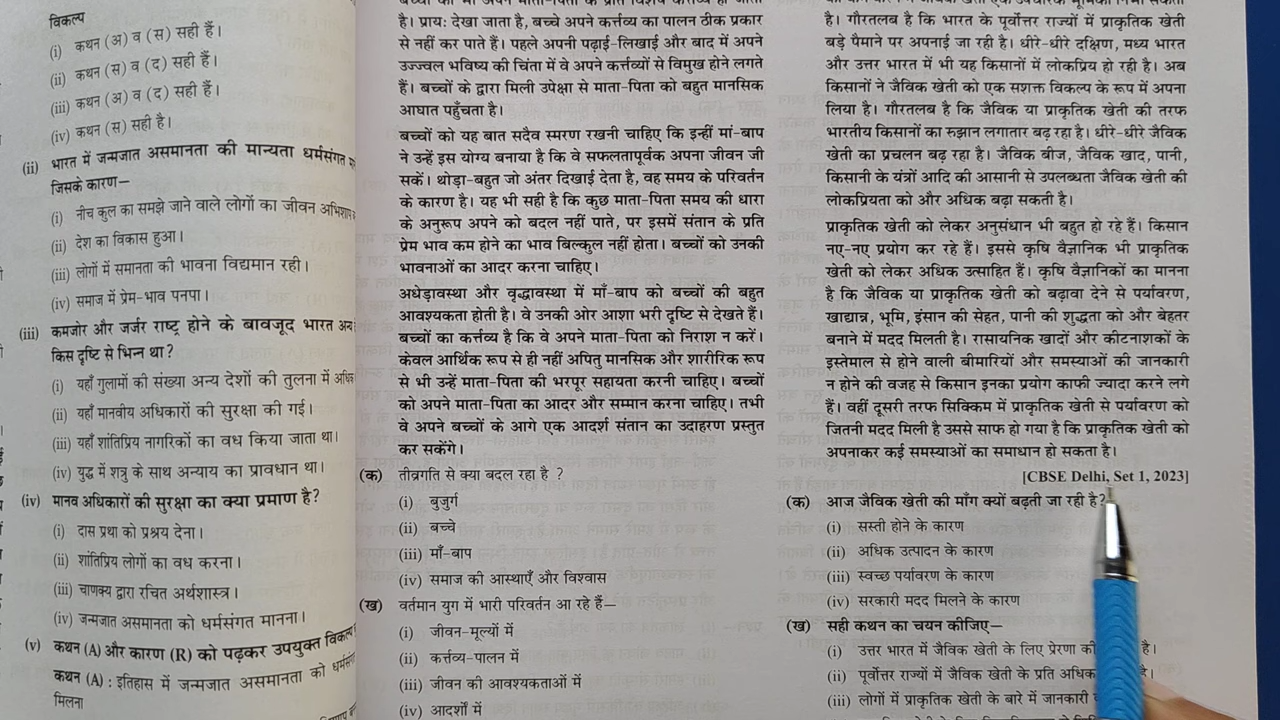 विकल्प
(i) कथन (अ) व (स) सही हैं।
(ii) कथन (स) व (द) सही हैं।
(iii) कथन (अ) व (द) सही हैं।
(iv) कथन (स) सही है।
(ii) भारत में जन्मजात असमानता की मान्यता धर्मसंगत
जिसके कारण—
(i) नीच कुल का समझे जाने वाले लोगों का जीवन
(ii) देश का विकास हुआ।
(iii) लोगों में समानता की भावना विद्यमान रही।
(iv) समाज में प्रेम-भाव पनपा।
(iii) कमजोर और जर्जर राष्ट्र होने के बावजूद भारत
किस दृष्टि से भिन्न था?
(i) यहाँ गुलामों की संख्या अन्य देशों की तुलना में
(ii) यहाँ मानवीय अधिकारों की सुरक्षा की गई।
(iii) यहाँ शांतिप्रिय नागरिकों का वध किया जाता था।
(iv) युद्ध में शत्रु के साथ अन्याय का प्रावधान था।
(iv) मानव अधिकारों की सुरक्षा का क्या प्रमाण है?
(i) दास प्रथा को प्रश्रय देना।
(ii) शांतिप्रिय लोगों का वध करना।
(iii) चाणक्य द्वारा रचित अर्थशास्त्र।
(iv) जन्मजात असमानता को धर्मसंगत मानना।
(v) कथन (A) और कारण (R) को पढ़कर उपयुक्त विकल्प
कथन (A) : इतिहास में जन्मजात असमानता को
मिलना
है। प्रायः देखा जाता है, बच्चे अपने कर्त्तव्य का पालन ठीक प्रकार
से नहीं कर पाते हैं। पहले अपनी पढ़ाई-लिखाई और बाद में अपने
उज्ज्वल भविष्य की चिंता में वे अपने कर्त्तव्यों से विमुख होने लगते
हैं। बच्चों के द्वारा मिली उपेक्षा से माता-पिता को बहुत मानसिक
आघात पहुँचता है।
बच्चों को यह बात सदैव स्मरण रखनी चाहिए कि इन्हीं माँ-बाप
ने उन्हें इस योग्य बनाया है कि वे सफलतापूर्वक अपना जीवन जी
सकें। थोड़ा-बहुत जो अंतर दिखाई देता है, वह समय के परिवर्तन
के कारण है। यह भी सही है कि कुछ माता-पिता समय की धारा
के अनुरूप अपने को बदल नहीं पाते, पर इसमें संतान के प्रति
प्रेम भाव कम होने का भाव बिल्कुल नहीं होता। बच्चों को उनकी
भावनाओं का आदर करना चाहिए।
अधेड़ावस्था और वृद्धावस्था में माँ-बाप को बच्चों की बहुत
आवश्यकता होती है। वे उनकी ओर आशा भरी दृष्टि से देखते हैं।
बच्चों का कर्त्तव्य है कि वे अपने माता-पिता को निराश न करें।
केवल आर्थिक रूप से ही नहीं अपितु मानसिक और शारीरिक रूप
से भी उन्हें माता-पिता की भरपूर सहायता करनी चाहिए। बच्चों
को अपने माता-पिता का आदर और सम्मान करना चाहिए। तभी
वे अपने बच्चों के आगे एक आदर्श संतान का उदाहरण प्रस्तुत
कर सकेंगे।
(क) तीव्रगति से क्या बदल रहा है ?
(i) बुजुर्ग
(ii) बच्चे
(iii) माँ-बाप
(iv) समाज की आस्थाएँ और विश्वास
(ख) वर्तमान युग में भारी परिवर्तन आ रहे हैं—
(i) जीवन-मूल्यों में
(ii) कर्त्तव्य-पालन में
(iii) जीवन की आवश्यकताओं में
(iv) आदर्शों में
है। गौरतलब है कि भारत के पूर्वोत्तर राज्यों में प्राकृतिक खेती
बड़े पैमाने पर अपनाई जा रही है। धीरे-धीरे दक्षिण, मध्य भारत
और उत्तर भारत में भी यह किसानों में लोकप्रिय हो रही है। अब
किसानों ने जैविक खेती को एक सशक्त विकल्प के रूप में अपना
लिया है। गौरतलब है कि जैविक या प्राकृतिक खेती की तरफ
भारतीय किसानों का रुझान लगातार बढ़ रहा है। धीरे-धीरे जैविक
खेती का प्रचलन बढ़ रहा है। जैविक बीज, जैविक खाद, पानी,
किसानी के यंत्रों आदि की आसानी से उपलब्धता जैविक खेती की
लोकप्रियता को और अधिक बढ़ा सकती है।
प्राकृतिक खेती को लेकर अनुसंधान भी बहुत हो रहे हैं। किसान
नए-नए प्रयोग कर रहे हैं। इससे कृषि वैज्ञानिक भी प्राकृतिक
खेती को लेकर अधिक उत्साहित हैं। कृषि वैज्ञानिकों का मानना
है कि जैविक या प्राकृतिक खेती को बढ़ावा देने से पर्यावरण,
खाद्यान्न, भूमि, इंसान की सेहत, पानी की शुद्धता को और बेहतर
बनाने में मदद मिलती है। रासायनिक खादों और कीटनाशकों के
इस्तेमाल से होने वाली बीमारियों और समस्याओं की जानकारी
न होने की वजह से किसान इनका प्रयोग काफी ज्यादा करने लगे
हैं। वहीं दूसरी तरफ सिक्किम में प्राकृतिक खेती से पर्यावरण को
जितनी मदद मिली है उससे साफ हो गया है कि प्राकृतिक खेती को
अपनाकर कई समस्याओं का समाधान हो सकता है।
[CBSE Delhi, Set 1, 2023]
(क) आज जैविक खेती की माँग क्यों बढ़ती जा रही है?
(i) सस्ती होने के कारण
(ii) अधिक उत्पादन के कारण
(iii) स्वच्छ पर्यावरण के कारण
(iv) सरकारी मदद मिलने के कारण
(ख) सही कथन का चयन कीजिए—
(i) उत्तर भारत में जैविक खेती के लिए प्रेरणा की है।
(ii) पूर्वोत्तर राज्यों में जैविक खेती के प्रति अधिक है।
(iii) लोगों में प्राकृतिक खेती के बारे में जानकारी